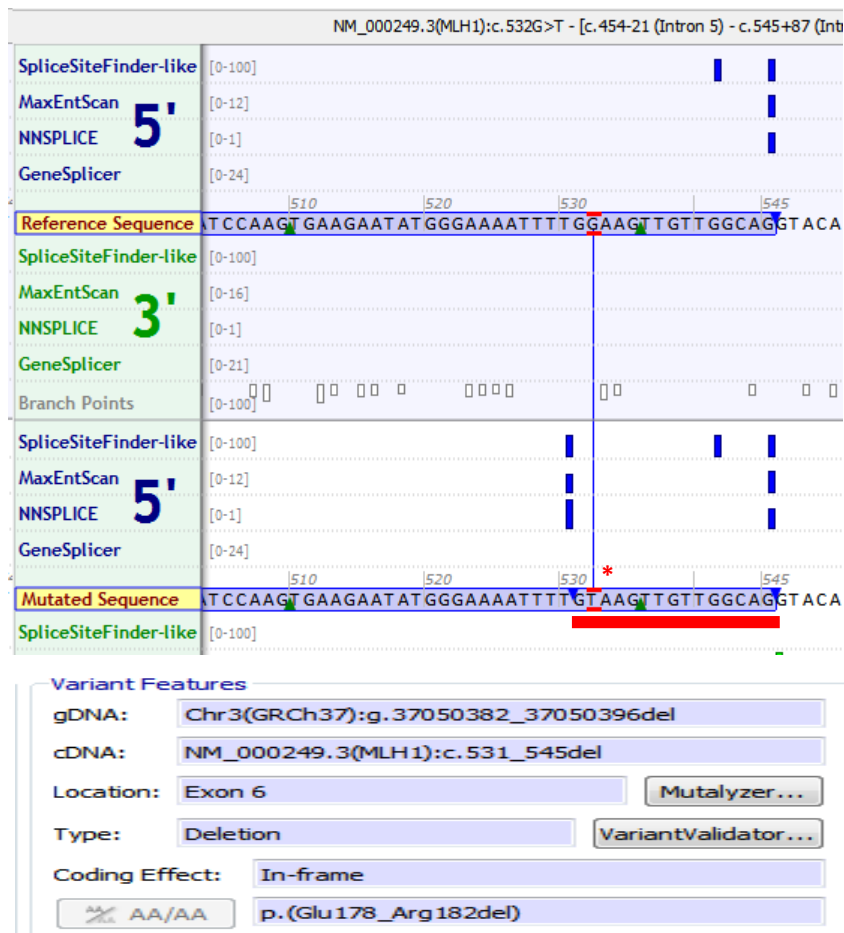 NM_000249.3(MLH1):c.532G>T - [c.454-21 (Intron 5) - c.545+87 (Int
SpliceSiteFinder-like [0-100]
MaxEntScan [0-12]
5'
NNSPLICE [0-1]
GeneSplicer [0-24]
510 520 530 545
Reference Sequence ATCCAAGTGAAGAATATGGGAAAATTTTGGAAGTTGTTGGCAGGTACA
SpliceSiteFinder-like [0-100]
MaxEntScan [0-16]
3'
NNSPLICE [0-1]
GeneSplicer [0-21]
Branch Points [0-100]
SpliceSiteFinder-like [0-100]
MaxEntScan [0-12]
5'
NNSPLICE [0-1]
GeneSplicer [0-24]
510 520 530 * 545
Mutated Sequence ATCCAAGTGAAGAATATGGGAAAATTTTGTAAGTTGTTGGCAGGTACA
SpliceSiteFinder-like [0-100]
Variant Features
gDNA: Chr3(GRCh37):g.37050382_37050396del
cDNA: NM_000249.3(MLH1):c.531_545del
Location: Exon 6 Mutalyzer...
Type: Deletion VariantValidator...
Coding Effect: In-frame
AA/AA p.(Glu178_Arg182del)